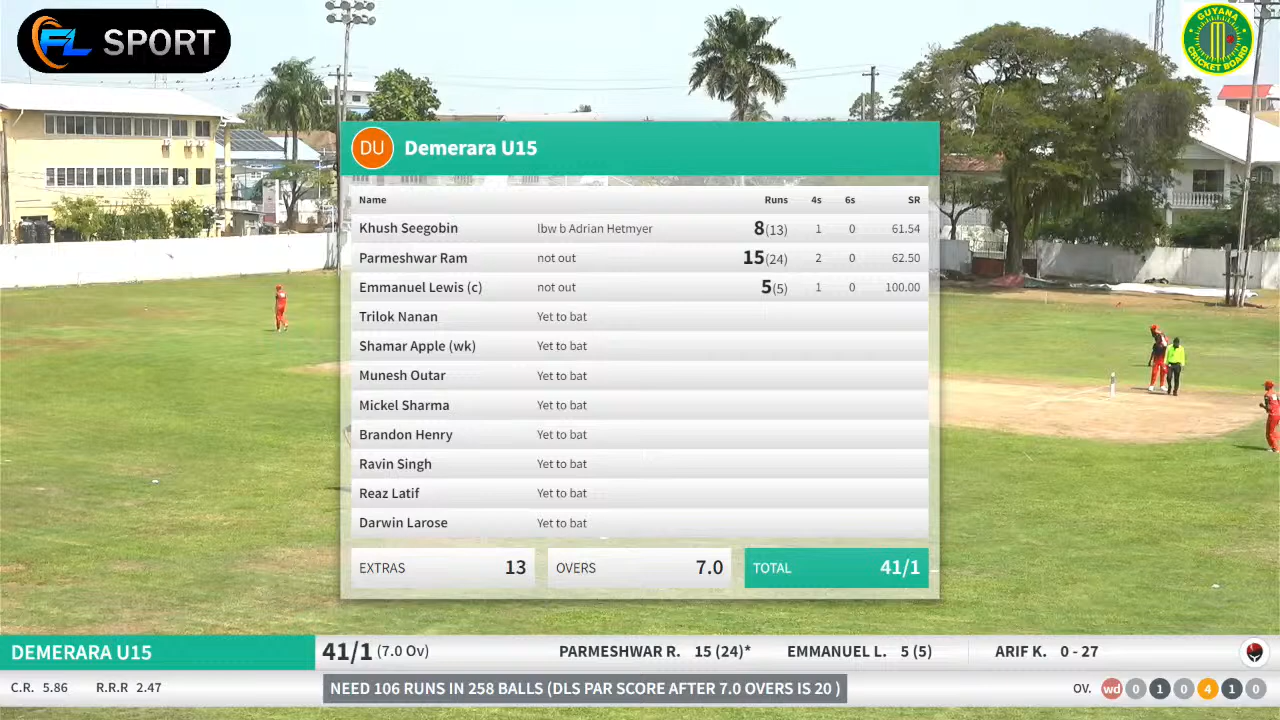 FL SPORT
GUYANA
CRICKET BOARD
DU Demerara U15
Name Runs 4s 6s SR
Khush Seegobin lbw b Adrian Hetmyer 8(13) 1 0 61.54
Parmeshwar Ram not out 15(24) 2 0 62.50
Emmanuel Lewis (c) not out 5(5) 1 0 100.00
Trilok Nanan Yet to bat
Shamar Apple (wk) Yet to bat
Munesh Outar Yet to bat
Mickel Sharma Yet to bat
Brandon Henry Yet to bat
Ravin Singh Yet to bat
Reaz Latif Yet to bat
Darwin Larose Yet to bat
EXTRAS 13 OVERS 7.0 TOTAL 41/1
DEMERARA U15 41/1 (7.0 Ov) PARMESHWAR R. 15 (24)* EMMANUEL L. 5 (5) ARIF K. 0 - 27
C.R. 5.86 R.R.R 2.47 NEED 106 RUNS IN 258 BALLS (DLS PAR SCORE AFTER 7.0 OVERS IS 20 ) OV. wd 0 1 0 4 1 0